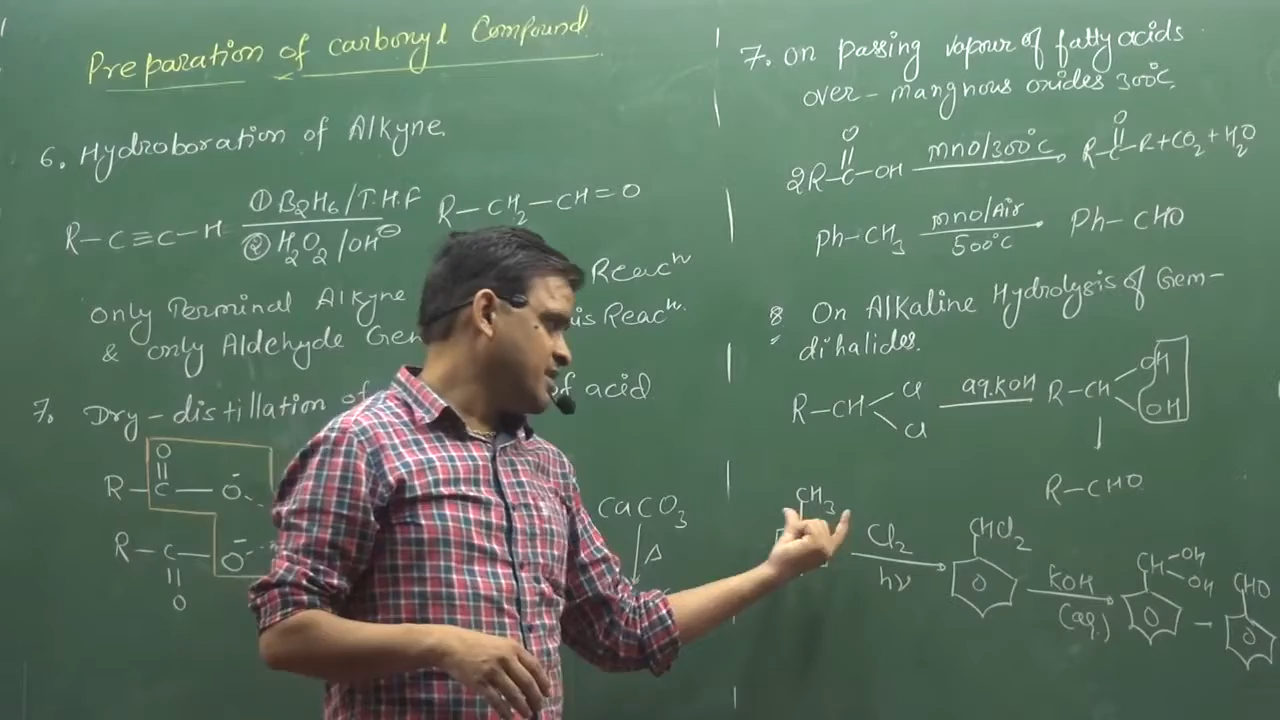 Preparation of carbonyl Compound.
6. Hydroboration of Alkyne.
R-C≡C-H ① B2H6/T.H.F ② H2O2/OH⊖ R-CH2-CH=O
only Terminal Alkyne Reacn
& only Aldehyde Reacn.
7. Dry-distillation of acid
O
R-C-O-
R-C-O-
O
CaCO3
Δ
7. on passing vapour of fatty acids
over-mangnous oxides 300°C.
2R-C(=O)-OH mno/300°C R-C(=O)-R+CO2+H2O
Ph-CH3 mno/Air 500°C Ph-CHO
8 On Alkaline Hydrolysis of Gem-
dihalides.
R-CH Cl Cl aq.KOH R-CH OH OH
R-CHO
CH3 Cl2 hν CHCl2 KOH (aq.) CH-OH OH CHO